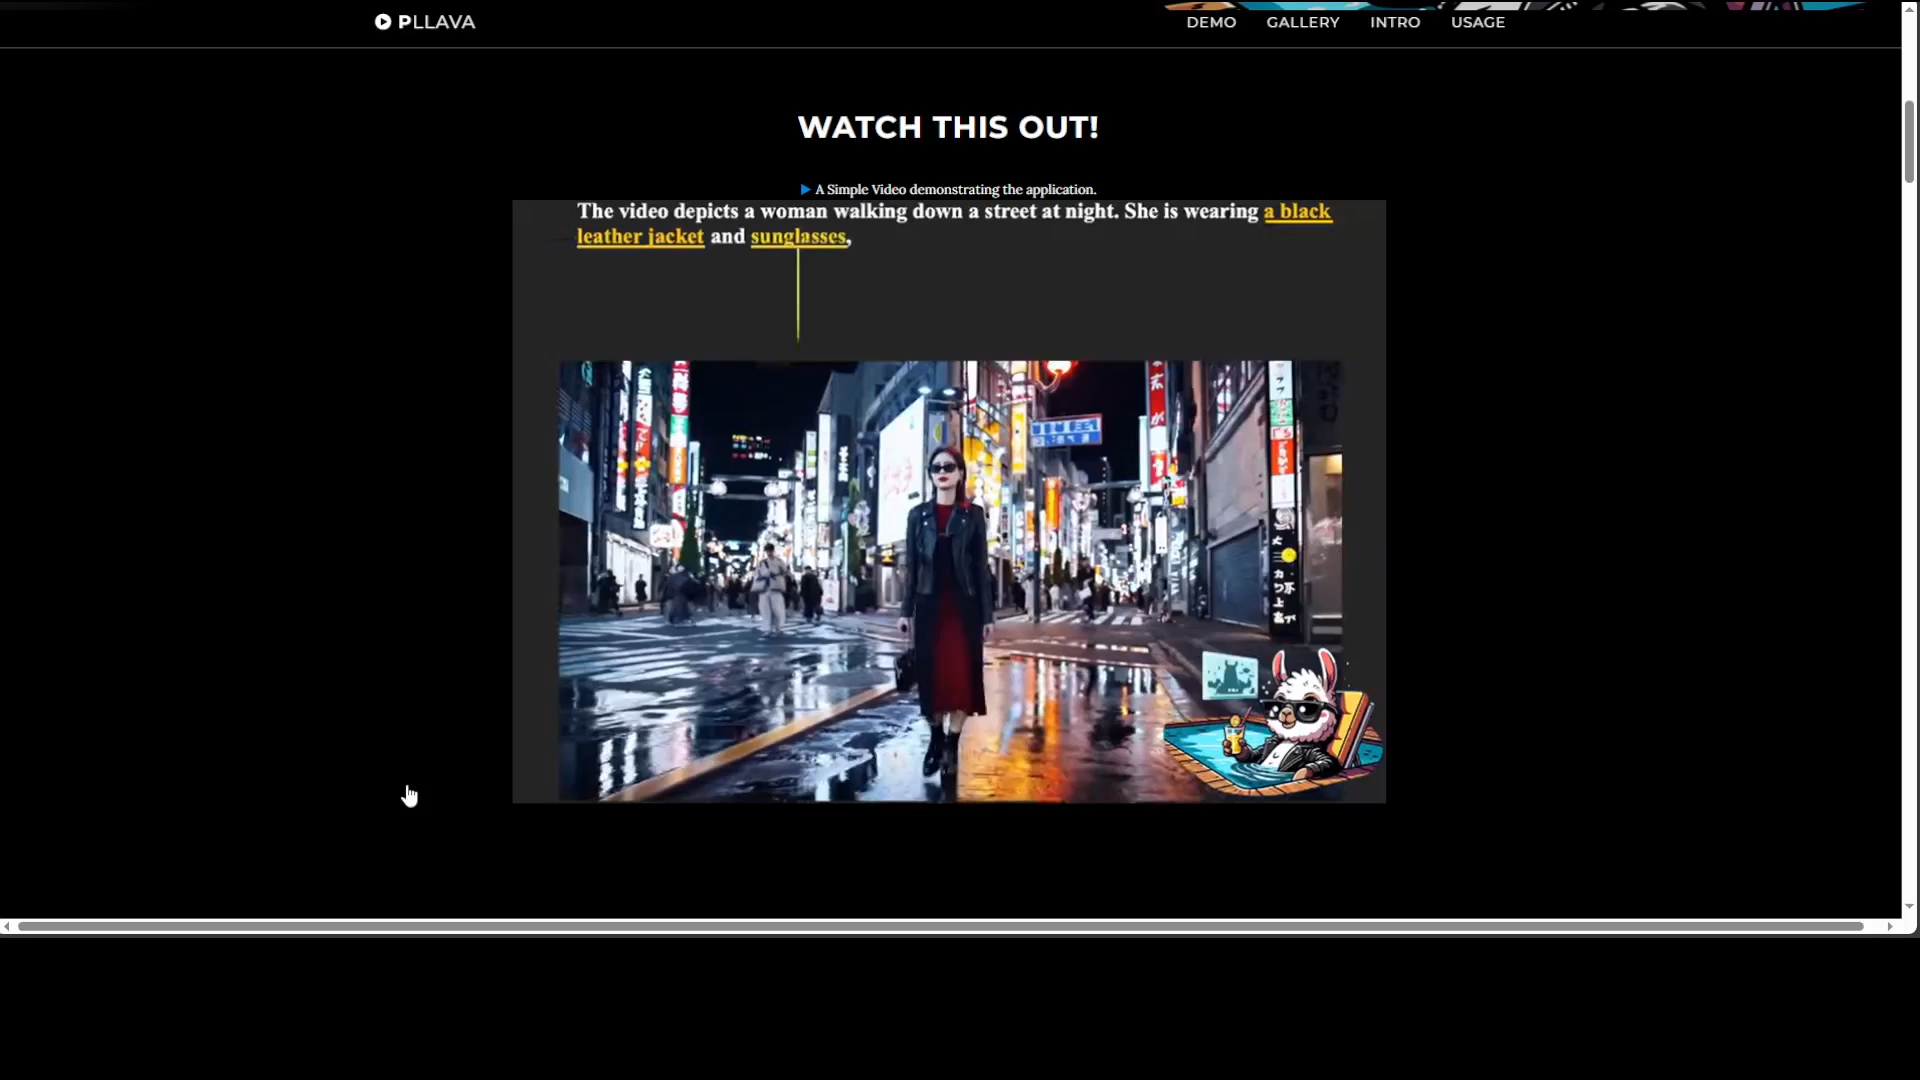 PLLAVA
DEMO GALLERY INTRO USAGE
WATCH THIS OUT!
A Simple Video demonstrating the application.
The video depicts a woman walking down a street at night. She is wearing a black
leather jacket and sunglasses,